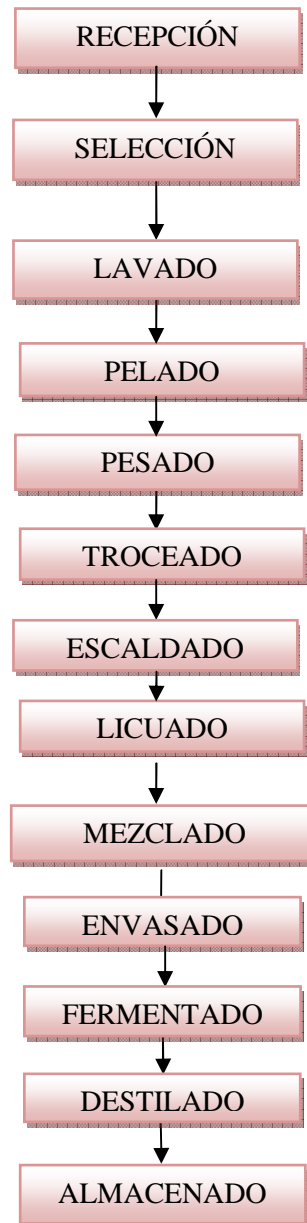 RECEPCIÓN
SELECCIÓN
LAVADO
PELADO
PESADO
TROCEADO
ESCALDADO
LICUADO
MEZCLADO
ENVASADO
FERMENTADO
DESTILADO
ALMACENADO